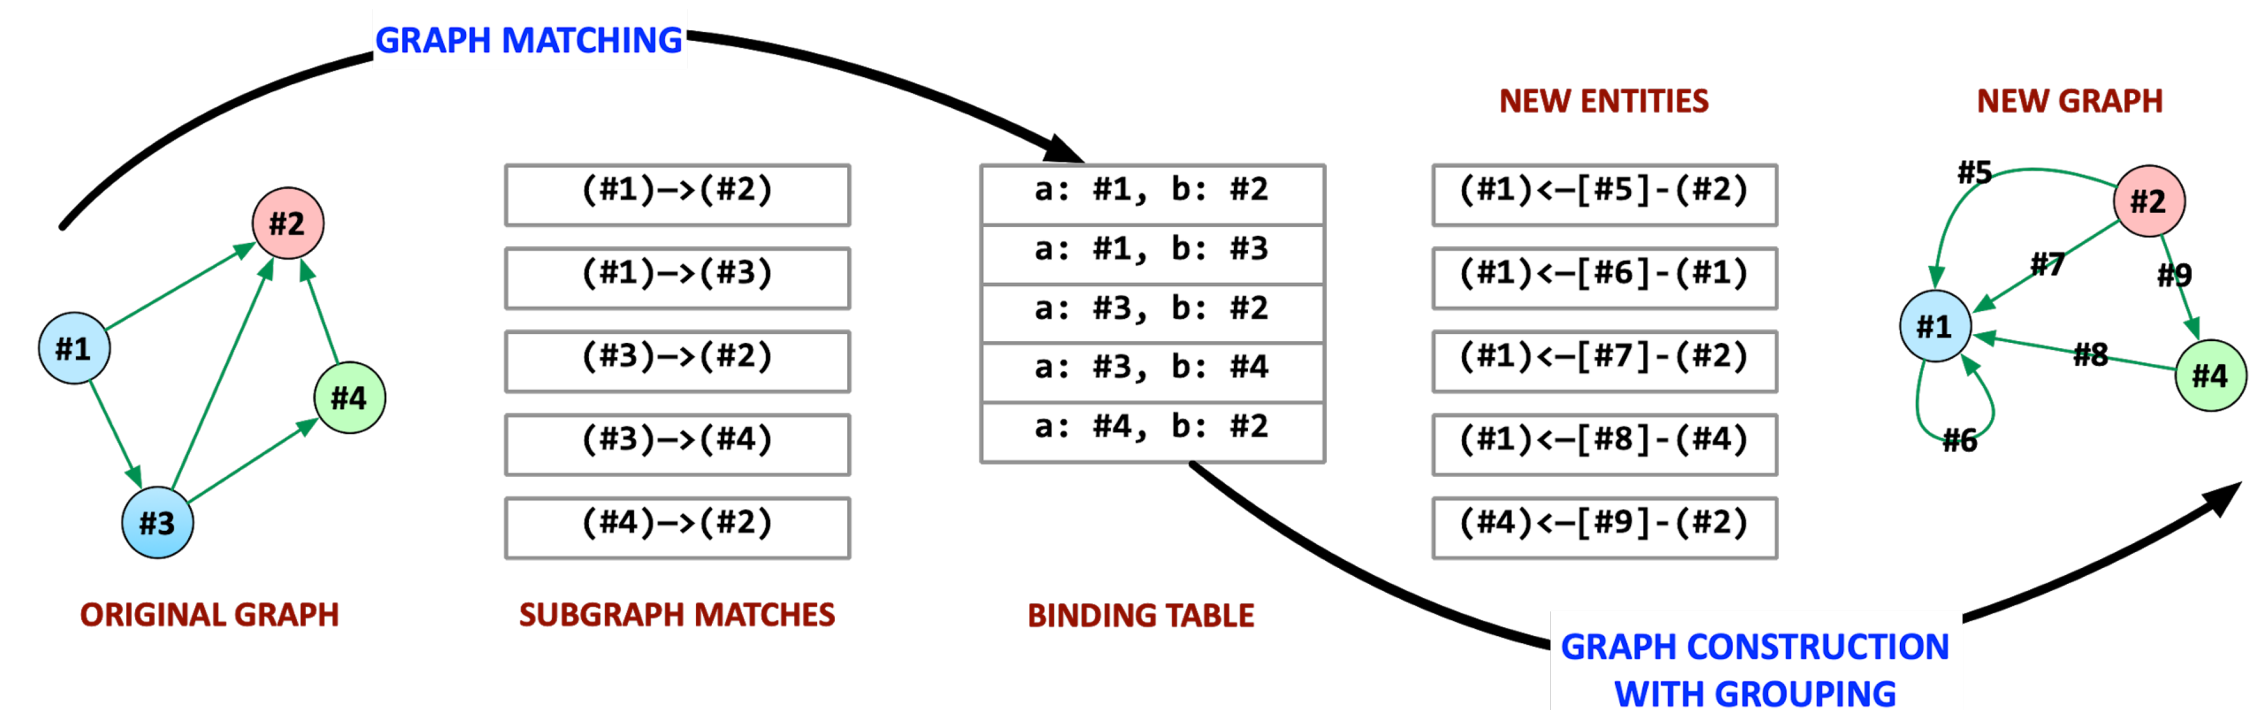 GRAPH MATCHING
#1
#2
#3
#4
ORIGINAL GRAPH
(#1)—>(#2)
(#1)—>(#3)
(#3)—>(#2)
(#3)—>(#4)
(#4)—>(#2)
SUBGRAPH MATCHES
a: #1, b: #2
a: #1, b: #3
a: #3, b: #2
a: #3, b: #4
a: #4, b: #2
BINDING TABLE
NEW ENTITIES
(#1)<—[#5]-(#2)
(#1)<—[#6]-(#1)
(#1)<—[#7]-(#2)
(#1)<—[#8]-(#4)
(#4)<—[#9]-(#2)
GRAPH CONSTRUCTION
WITH GROUPING
NEW GRAPH
#5
#2
#7
#9
#1
#8
#4
#6